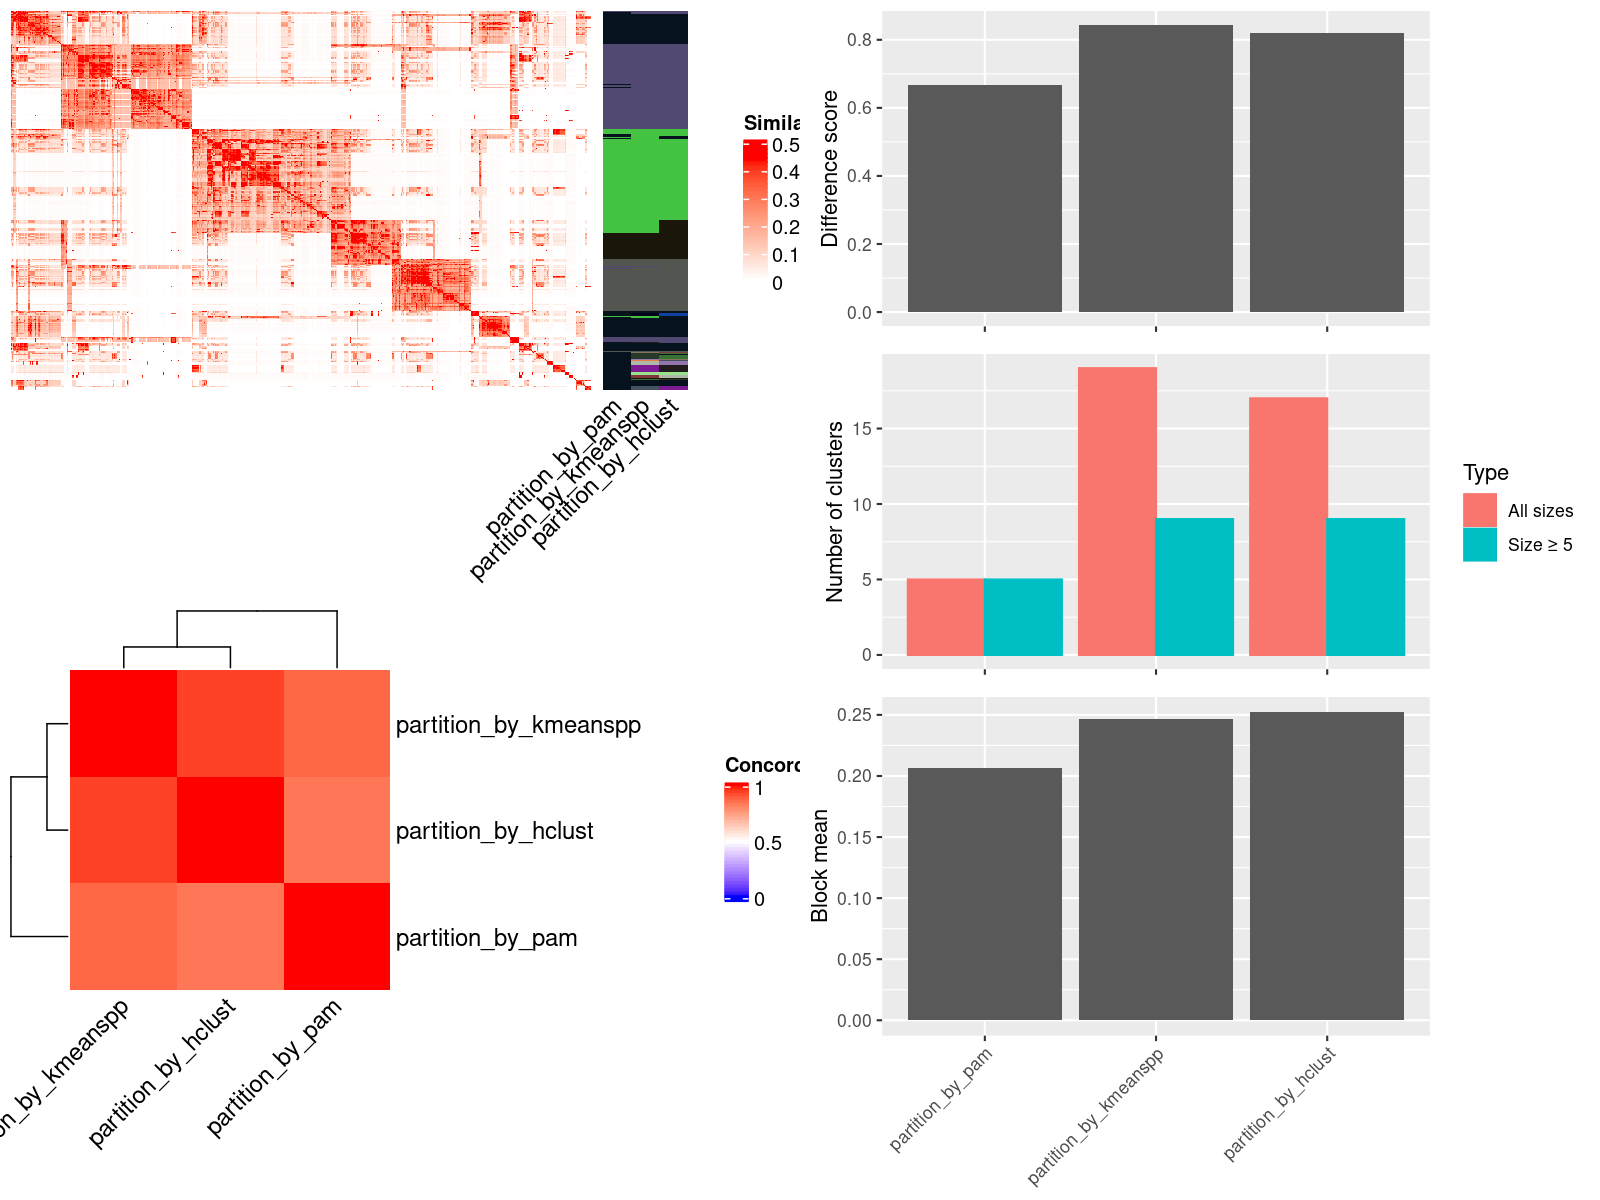 Simila
0.5
0.4
0.3
0.2
0.1
0
partition_by_pam
partition_by_kmeanspp
partition_by_hclust
partition_by_kmeanspp
partition_by_hclust
partition_by_pam
on_by_kmeanspp
partition_by_hclust
partition_by_pam
Concord
1
0.5
0
Difference score
0.8
0.6
0.4
0.2
0.0
Number of clusters
15
10
5
0
Type
All sizes
Size ≥ 5
Block mean
0.25
0.20
0.15
0.10
0.05
0.00
partition_by_pam
partition_by_kmeanspp
partition_by_hclust